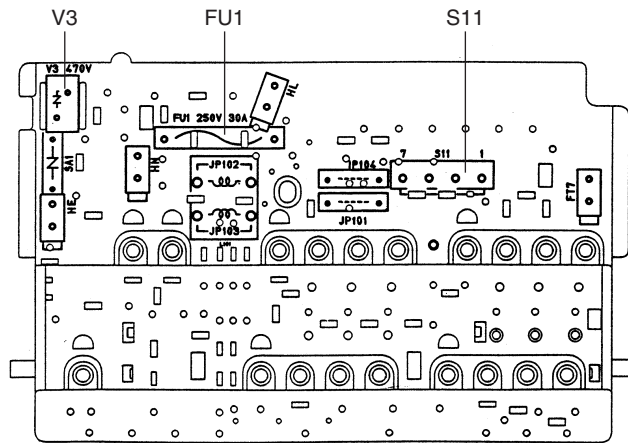 V3 FU1 S11
V3 470V
HL
FU1 250V 30A
SA1
HN
JP102
JP104
7 S11 1
HE
FT7
JP103
JP101